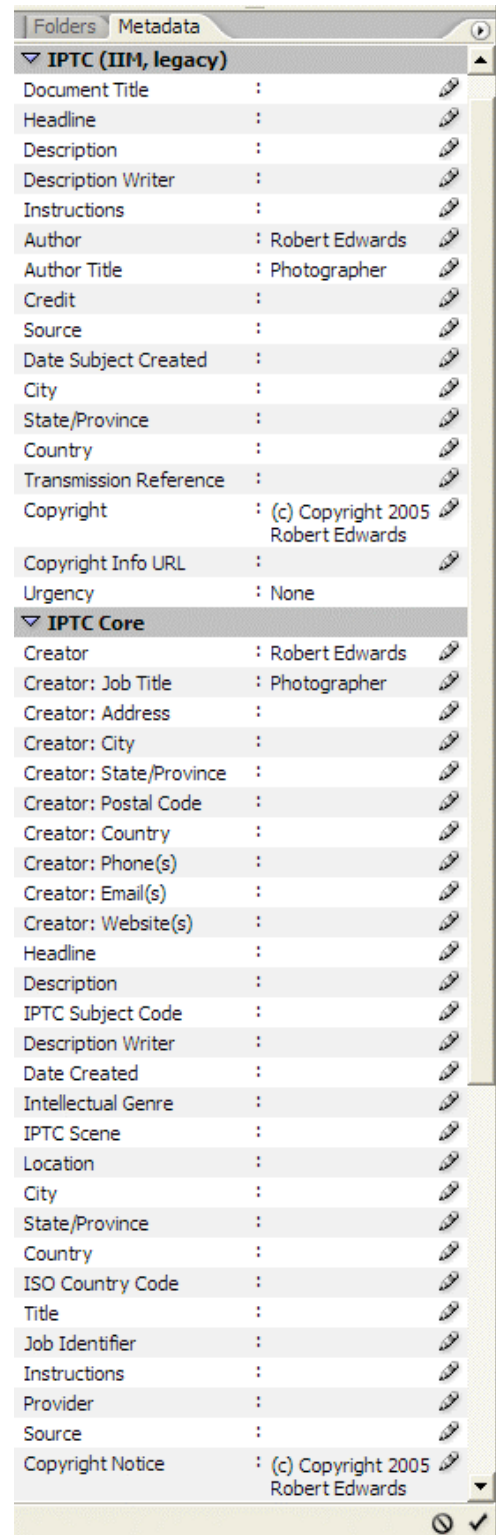 Folders Metadata
IPTC (IIM, legacy)
Document Title :
Headline :
Description :
Description Writer :
Instructions :
Author : Robert Edwards
Author Title : Photographer
Credit :
Source :
Date Subject Created :
City :
State/Province :
Country :
Transmission Reference :
Copyright : (c) Copyright 2005
Robert Edwards
Copyright Info URL :
Urgency : None
IPTC Core
Creator : Robert Edwards
Creator: Job Title : Photographer
Creator: Address :
Creator: City :
Creator: State/Province :
Creator: Postal Code :
Creator: Country :
Creator: Phone(s) :
Creator: Email(s) :
Creator: Website(s) :
Headline :
Description :
IPTC Subject Code :
Description Writer :
Date Created :
Intellectual Genre :
IPTC Scene :
Location :
City :
State/Province :
Country :
ISO Country Code :
Title :
Job Identifier :
Instructions :
Provider :
Source :
Copyright Notice : (c) Copyright 2005
Robert Edwards